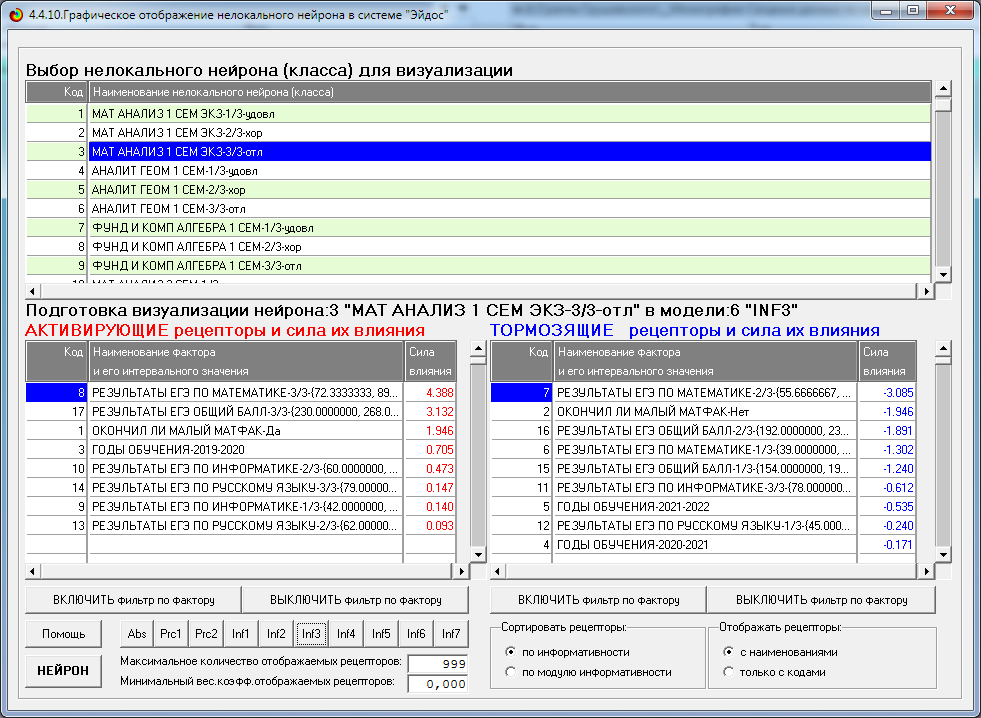 4.4.10.Графическое отображение нелокального нейрона в системе "Эйдос"
Выбор нелокального нейрона (класса) для визуализации
Код Наименование нелокального нейрона (класса)
1 МАТ АНАЛИЗ 1 СЕМ ЭКЗ-1/3-удовл
2 МАТ АНАЛИЗ 1 СЕМ ЭКЗ-2/3-хор
3 МАТ АНАЛИЗ 1 СЕМ ЭКЗ-3/3-отл
4 АНАЛИТ ГЕОМ 1 СЕМ-1/3-удовл
5 АНАЛИТ ГЕОМ 1 СЕМ-2/3-хор
6 АНАЛИТ ГЕОМ 1 СЕМ-3/3-отл
7 ФУНД И КОМП АЛГЕБРА 1 СЕМ-1/3-удовл
8 ФУНД И КОМП АЛГЕБРА 1 СЕМ-2/3-хор
9 ФУНД И КОМП АЛГЕБРА 1 СЕМ-3/3-отл
Подготовка визуализации нейрона:3 "МАТ АНАЛИЗ 1 СЕМ ЭКЗ-3/3-отл" в модели:6 "INF3"
АКТИВИРУЮЩИЕ рецепторы и сила их влияния
Код Наименование фактора Сила
и его интервального значения влияния
8 РЕЗУЛЬТАТЫ ЕГЭ ПО МАТЕМАТИКЕ-3/3-{72.3333333, 89... 4.388
17 РЕЗУЛЬТАТЫ ЕГЭ ОБЩИЙ БАЛЛ-3/3-{230.0000000, 268.0... 3.132
1 ОКОНЧИЛ ЛИ МАЛЫЙ МАТФАК-Да 1.946
3 ГОДЫ ОБУЧЕНИЯ-2019-2020 0.705
10 РЕЗУЛЬТАТЫ ЕГЭ ПО ИНФОРМАТИКЕ-2/3-{60.0000000, ... 0.473
14 РЕЗУЛЬТАТЫ ЕГЭ ПО РУССКОМУ ЯЗЫКУ-3/3-{79.00000... 0.147
9 РЕЗУЛЬТАТЫ ЕГЭ ПО ИНФОРМАТИКЕ-1/3-{42.0000000, ... 0.140
13 РЕЗУЛЬТАТЫ ЕГЭ ПО РУССКОМУ ЯЗЫКУ-2/3-{62.00000... 0.093
ТОРМОЗЯЩИЕ рецепторы и сила их влияния
Код Наименование фактора Сила
и его интервального значения влияния
7 РЕЗУЛЬТАТЫ ЕГЭ ПО МАТЕМАТИКЕ-2/3-{55.6666667, ... -3.085
2 ОКОНЧИЛ ЛИ МАЛЫЙ МАТФАК-Нет -1.946
16 РЕЗУЛЬТАТЫ ЕГЭ ОБЩИЙ БАЛЛ-2/3-{192.0000000, 23... -1.891
6 РЕЗУЛЬТАТЫ ЕГЭ ПО МАТЕМАТИКЕ-1/3-{39.0000000, ... -1.302
15 РЕЗУЛЬТАТЫ ЕГЭ ОБЩИЙ БАЛЛ-1/3-{154.0000000, 19... -1.240
11 РЕЗУЛЬТАТЫ ЕГЭ ПО ИНФОРМАТИКЕ-3/3-{78.000000... -0.612
5 ГОДЫ ОБУЧЕНИЯ-2021-2022 -0.535
12 РЕЗУЛЬТАТЫ ЕГЭ ПО РУССКОМУ ЯЗЫКУ-1/3-{45.000... -0.240
4 ГОДЫ ОБУЧЕНИЯ-2020-2021 -0.171
ВКЛЮЧИТЬ фильтр по фактору ВЫКЛЮЧИТЬ фильтр по фактору ВКЛЮЧИТЬ фильтр по фактору ВЫКЛЮЧИТЬ фильтр по фактору
Помощь Abs Prc1 Prc2 Inf1 Inf2 Inf3 Inf4 Inf5 Inf6 Inf7
НЕЙРОН
Максимальное количество отображаемых рецепторов: 999
Минимальный вес.коэфф.отображаемых рецепторов: 0,000
Сортировать рецепторы:
по информативности
по модулю информативности
Отображать рецепторы:
с наименованиями
только с кодами